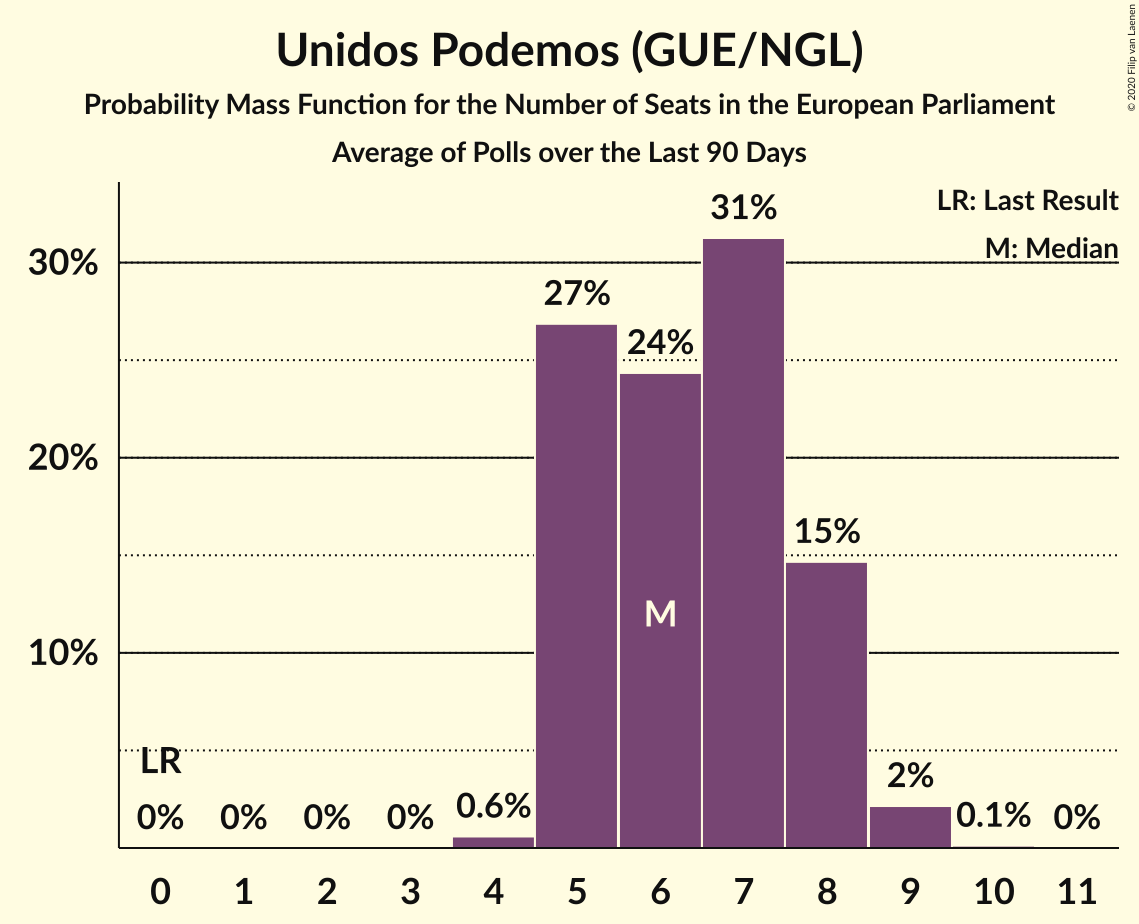 Unidos Podemos (GUE/NGL)
Probability Mass Function for the Number of Seats in the European Parliament
Average of Polls over the Last 90 Days
© 2020 Filip van Laenen
LR: Last Result
M: Median
30%
20%
10%
LR
0%
0%
0%
0%
0.6%
27%
24%
M
31%
15%
2%
0.1%
0%
0 1 2 3 4 5 6 7 8 9 10 11